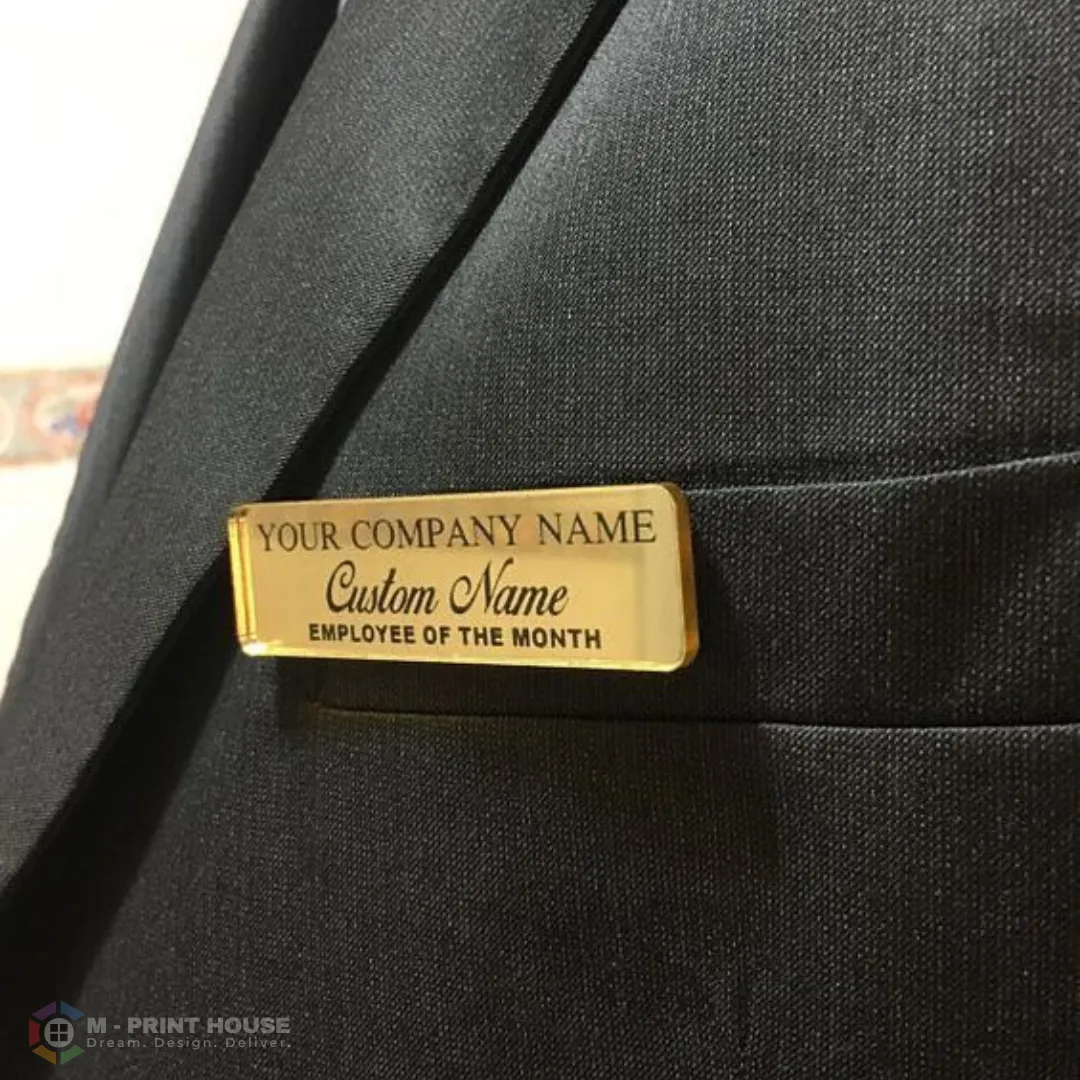 YOUR COMPANY NAME
Custom Name
EMPLOYEE OF THE MONTH
M - PRINT HOUSE
Dream. Design. Deliver.